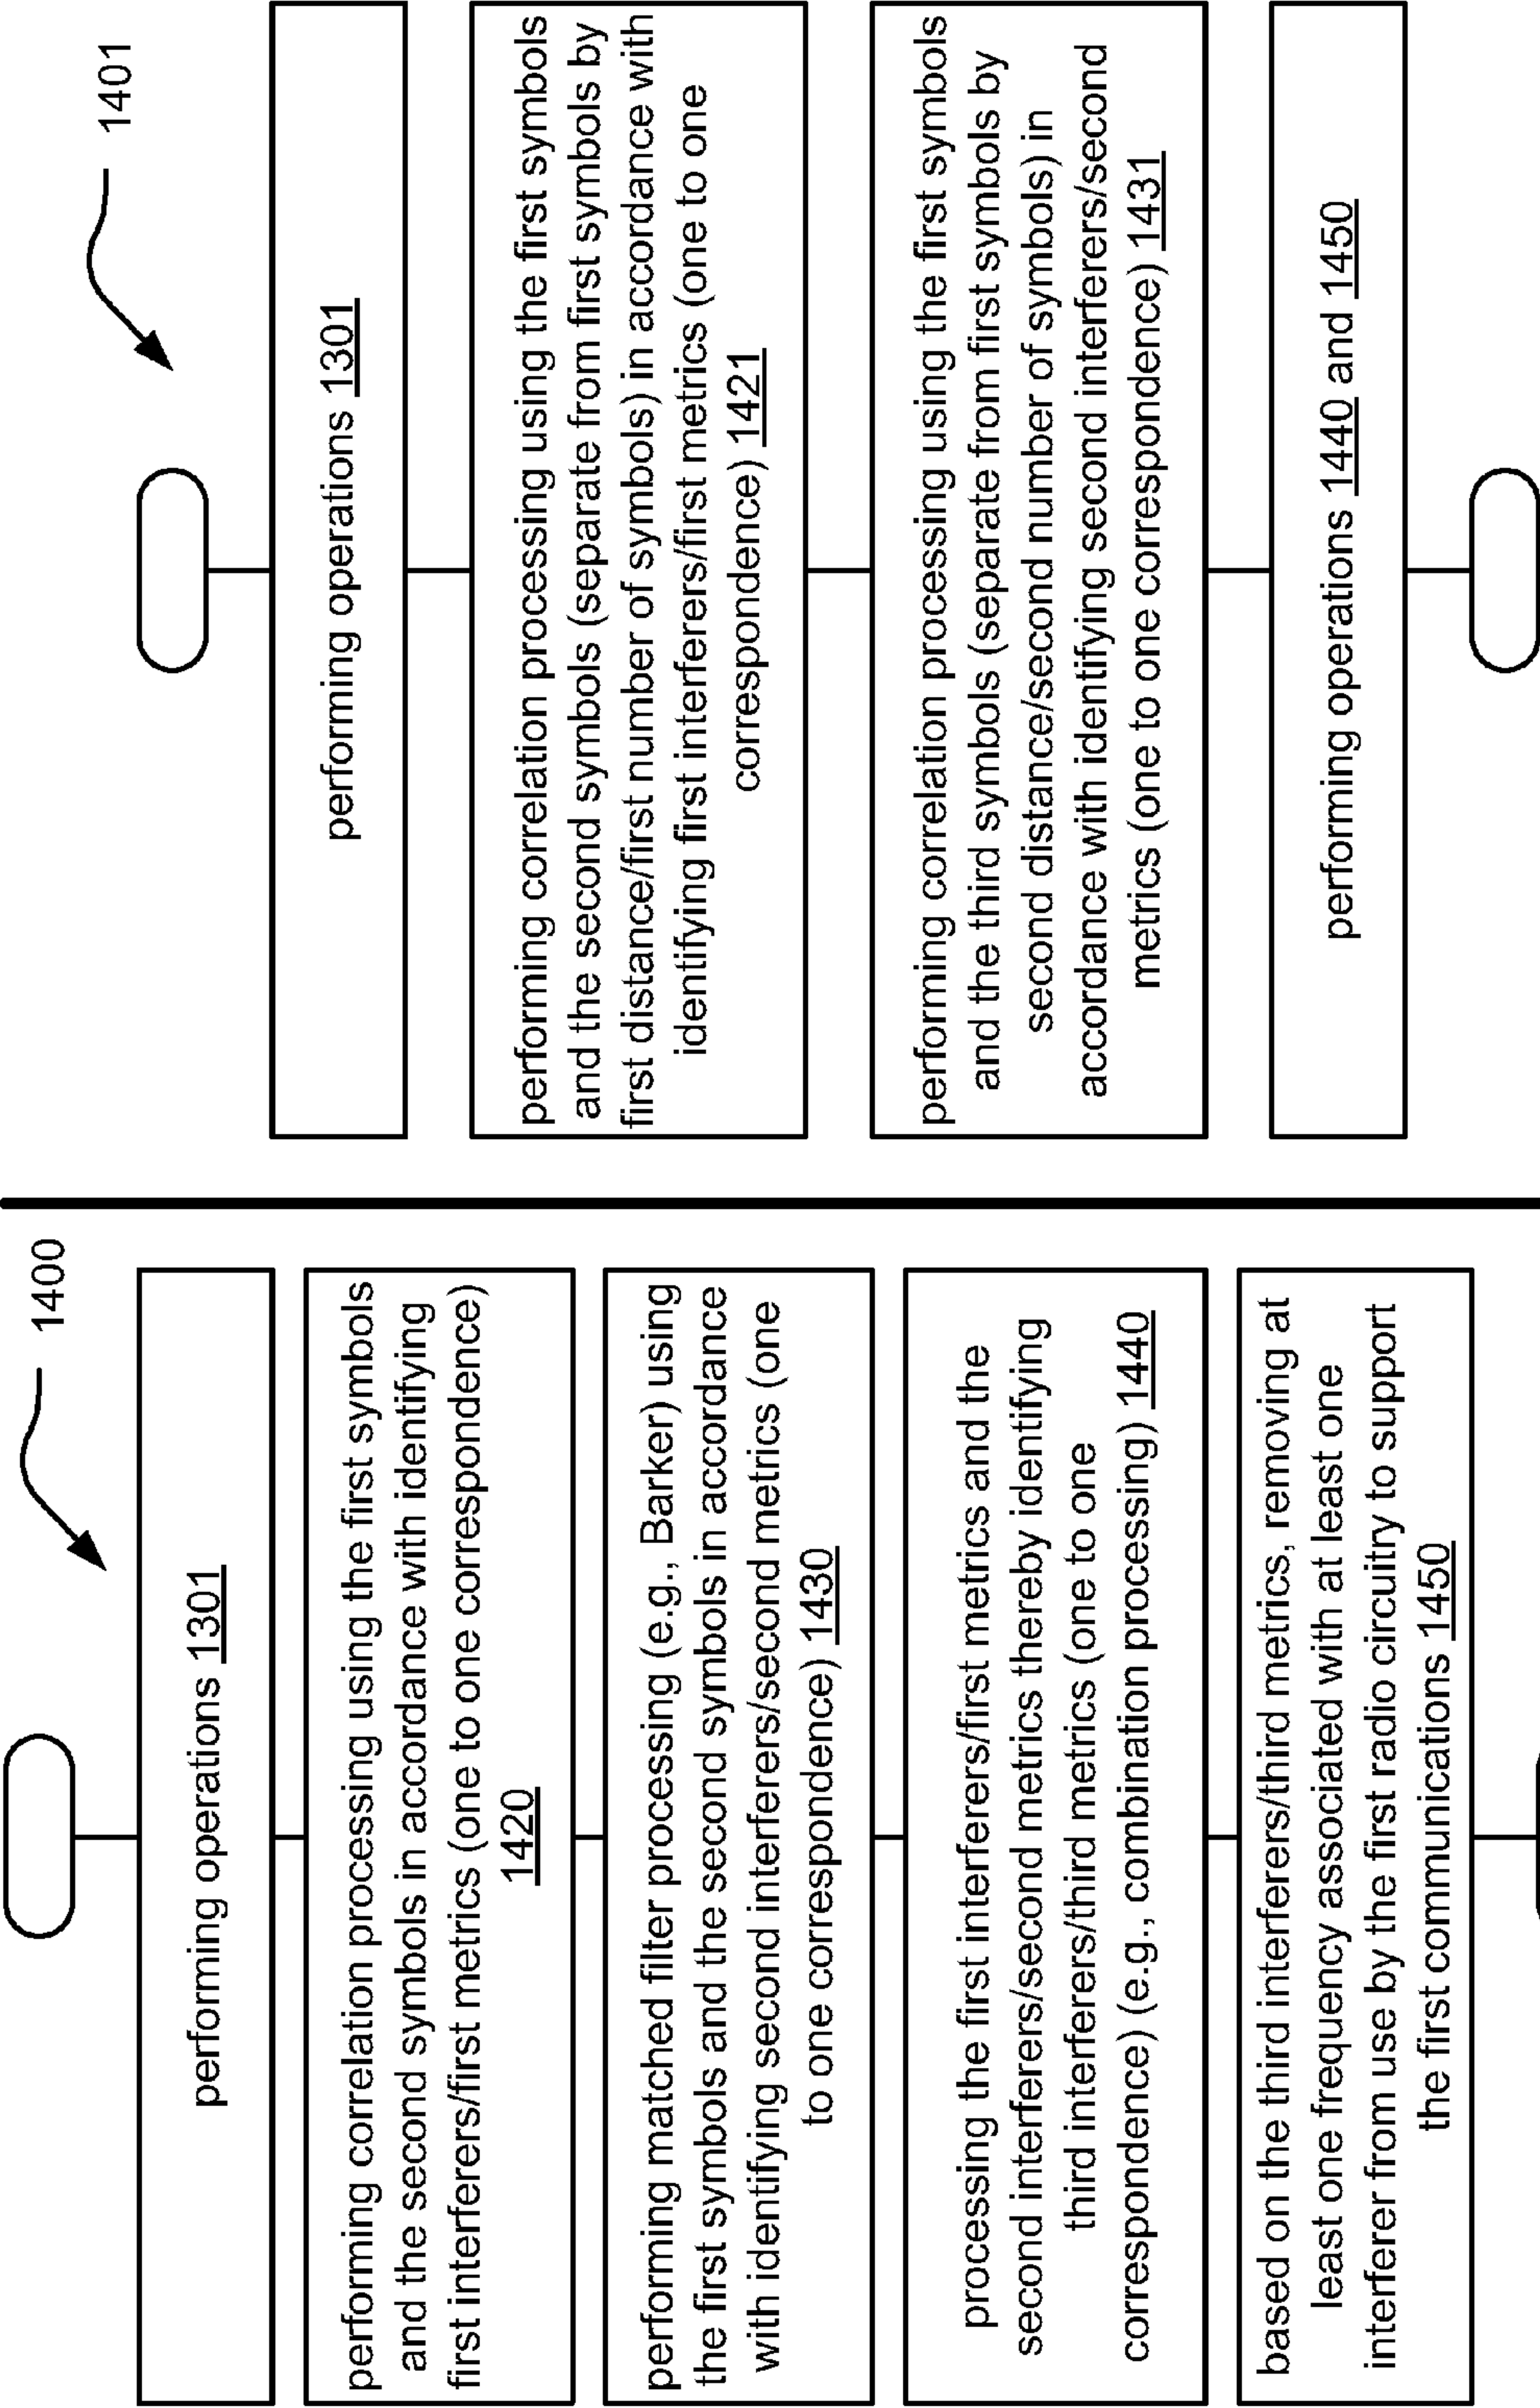 1400
performing operations 1301
performing correlation processing using the first symbols
and the second symbols in accordance with identifying
first interferers/first metrics (one to one correspondence)
1420
performing matched filter processing (e.g., Barker) using
the first symbols and the second symbols in accordance
with identifying second interferers/second metrics (one
to one correspondence) 1430
processing the first interferers/first metrics and the
second interferers/second metrics thereby identifying
third interferers/third metrics (one to one
correspondence) (e.g., combination processing) 1440
based on the third interferers/third metrics, removing at
least one frequency associated with at least one
interferer from use by the first radio circuitry to support
the first communications 1450
1401
performing operations 1301
performing correlation processing using the first symbols
and the second symbols (separate from first symbols by
first distance/first number of symbols) in accordance with
identifying first interferers/first metrics (one to one
correspondence) 1421
performing correlation processing using the first symbols
and the third symbols (separate from first symbols by
second distance/second number of symbols) in
accordance with identifying second interferers/second
metrics (one to one correspondence) 1431
performing operations 1440 and 1450